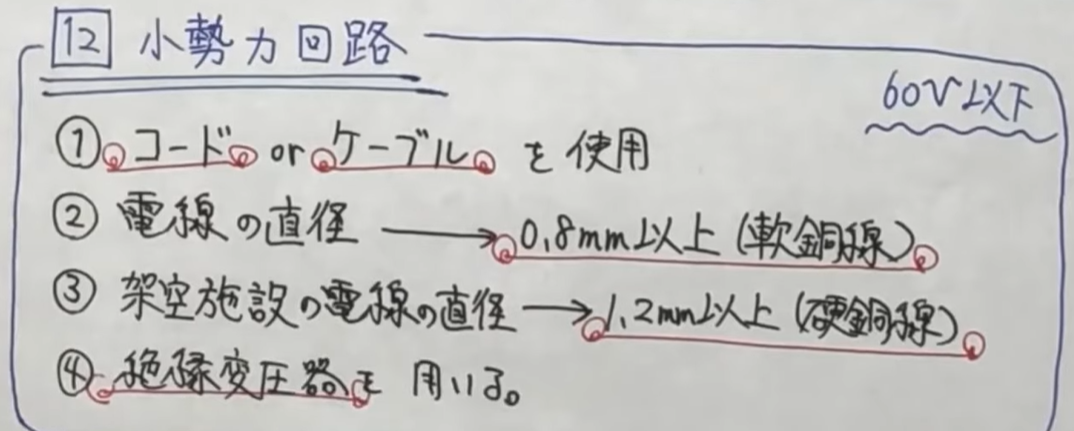 12 小勢力回路
60V以下
① コード or ケーブル を使用
② 電線の直径 → 0.8mm以上 (軟銅線)
③ 架空施設の電線の直径 → 1.2mm以上 (硬銅線)
④ 絶縁変圧器を用いる。